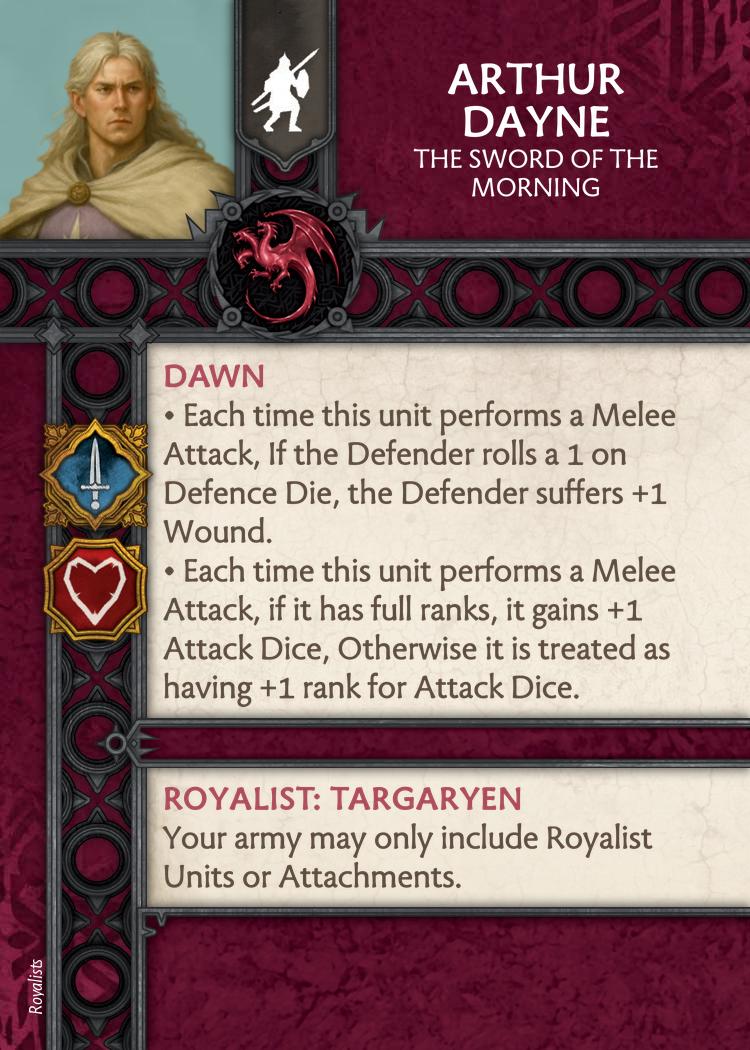 ARTHUR
DAYNE
THE SWORD OF THE
MORNING
DAWN
• Each time this unit performs a Melee
Attack, If the Defender rolls a 1 on
Defence Die, the Defender suffers +1
Wound.
• Each time this unit performs a Melee
Attack, if it has full ranks, it gains +1
Attack Dice, Otherwise it is treated as
having +1 rank for Attack Dice.
ROYALIST: TARGARYEN
Your army may only include Royalist
Units or Attachments.
Royalists